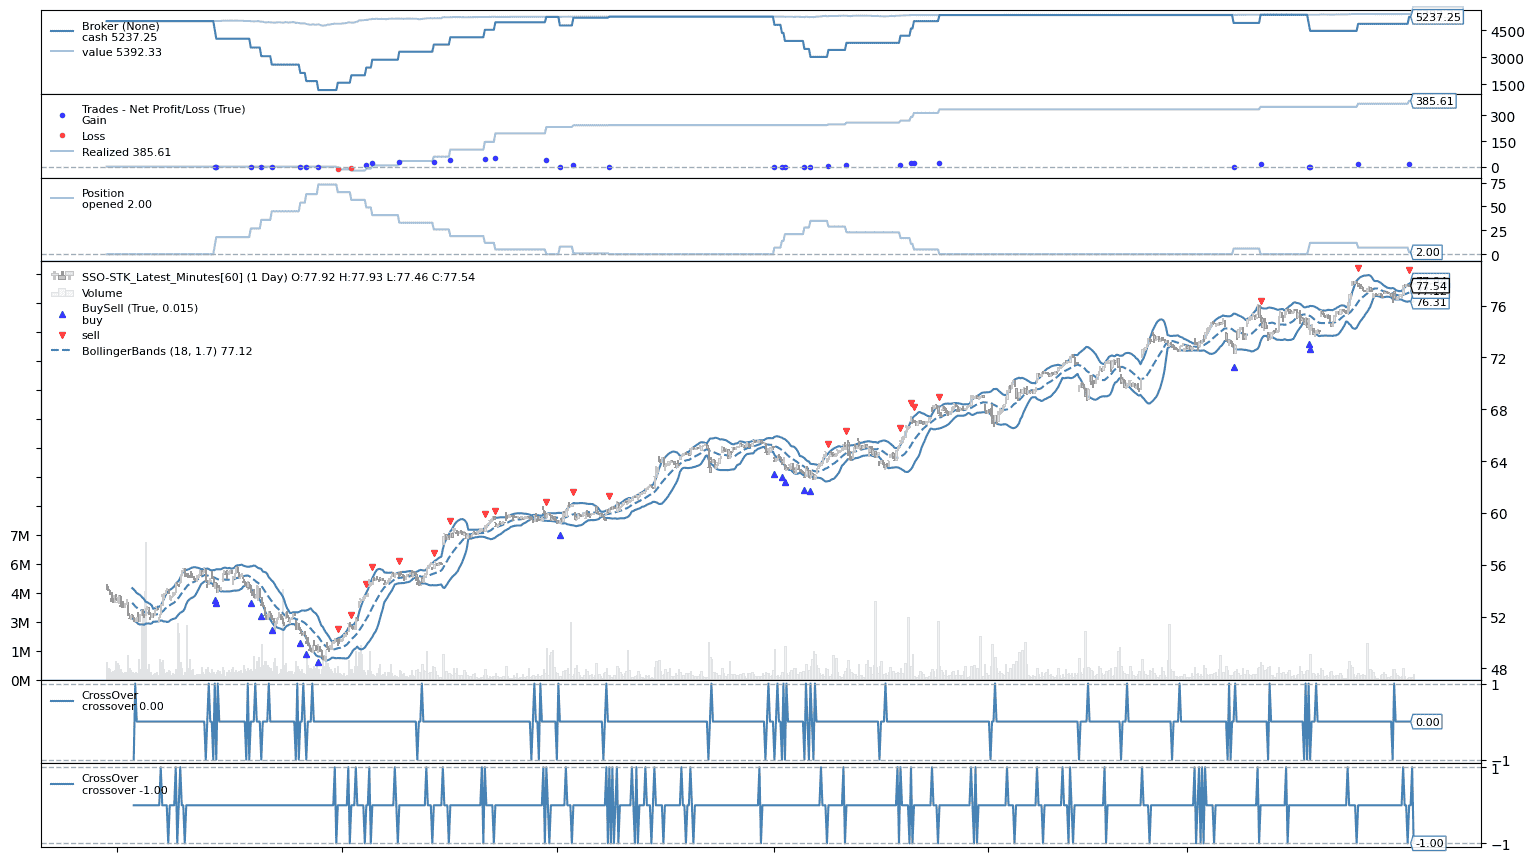 Broker (None)
cash 5237.25
value 5392.33
5237.25
4500
3000
1500
Trades - Net Profit/Loss (True)
Gain
Loss
Realized 385.61
385.61
300
150
0
Position
opened 2.00
75
50
25
0
2.00
SSO-STK_Latest_Minutes[60] (1 Day) O:77.92 H:77.93 L:77.46 C:77.54
Volume
BuySell (True, 0.015)
buy
sell
BollingerBands (18, 1.7) 77.12
77.54
76.31
76
72
68
64
60
56
52
48
7M
6M
4M
3M
1M
0M
CrossOver
crossover 0.00
1
0.00
−1
CrossOver
crossover -1.00
1
-1.00
−1